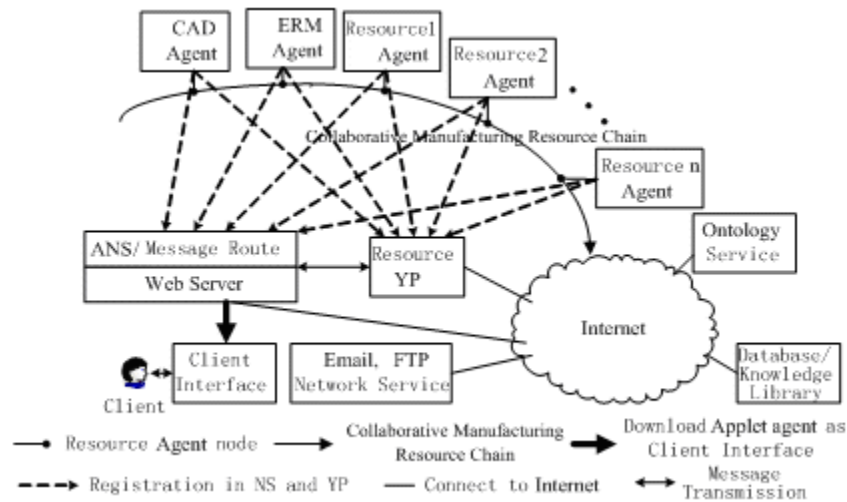 CAD
Agent
ERM
Agent
Resource1
Agent
Resource2
Agent
Collaborative Manufacturing Resource Chain
Resource n
Agent
ANS/ Message Route
Web Server
Resource
YP
Ontology
Service
Internet
Client
Interface
Client
Email, FTP
Network Service
Database/
Knowledge
Library
Resource Agent node
Collaborative Manufacturing
Resource Chain
Download Applet agent as
Client Interface
Registration in NS and YP
Connect to Internet
Message
Transmission